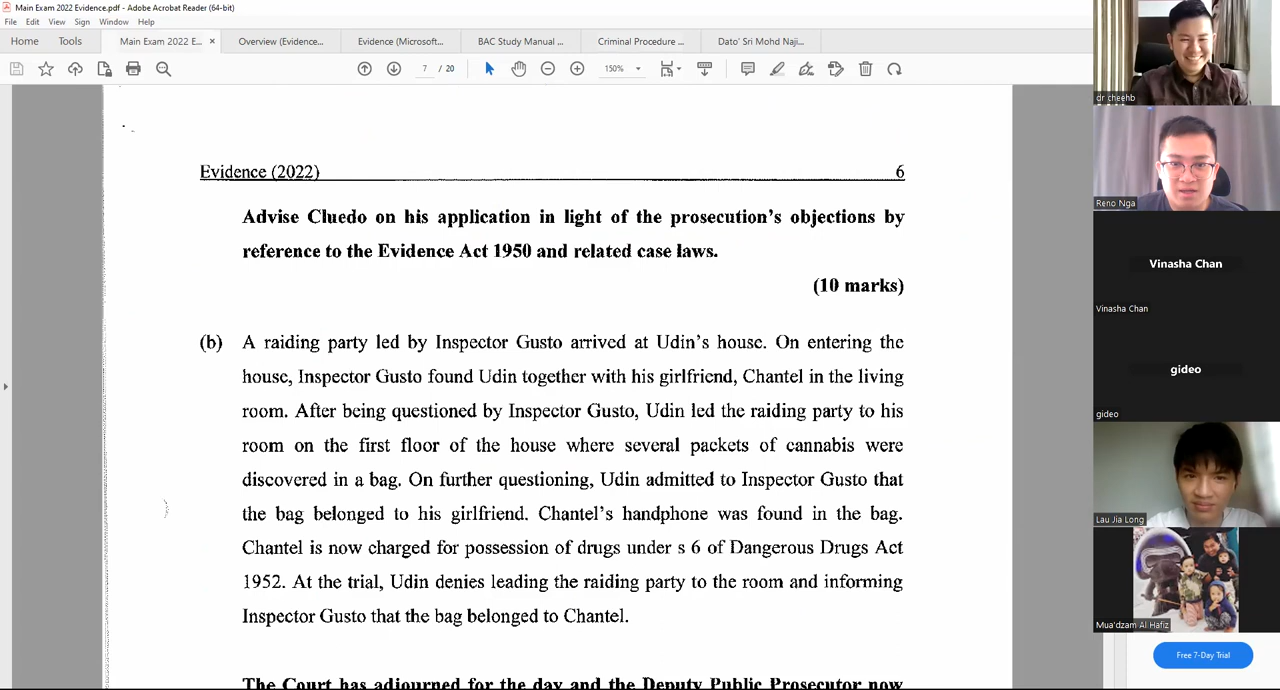 Main Exam 2022 Evidence.pdf - Adobe Acrobat Reader (64-bit)
File Edit View Sign Window Help
Home Tools Main Exam 2022 E... × Overview (Evidence... Evidence (Microsoft... BAC Study Manual ... Criminal Procedure ... Dato' Sri Mohd Naji...
7 / 20 150%
Evidence (2022) 6
Advise Cluedo on his application in light of the prosecution's objections by
reference to the Evidence Act 1950 and related case laws.
(10 marks)
(b) A raiding party led by Inspector Gusto arrived at Udin's house. On entering the
house, Inspector Gusto found Udin together with his girlfriend, Chantel in the living
room. After being questioned by Inspector Gusto, Udin led the raiding party to his
room on the first floor of the house where several packets of cannabis were
discovered in a bag. On further questioning, Udin admitted to Inspector Gusto that
the bag belonged to his girlfriend. Chantel's handphone was found in the bag.
Chantel is now charged for possession of drugs under s 6 of Dangerous Drugs Act
1952. At the trial, Udin denies leading the raiding party to the room and informing
Inspector Gusto that the bag belonged to Chantel.
The Court has adjourned for the day and the Deputy Public Prosecutor now
dr cheehb
Reno Nga
Vinasha Chan
Vinasha Chan
gideo
gideo
Lau Jia Long
Mua'dzam Al Hafiz
Free 7-Day Trial